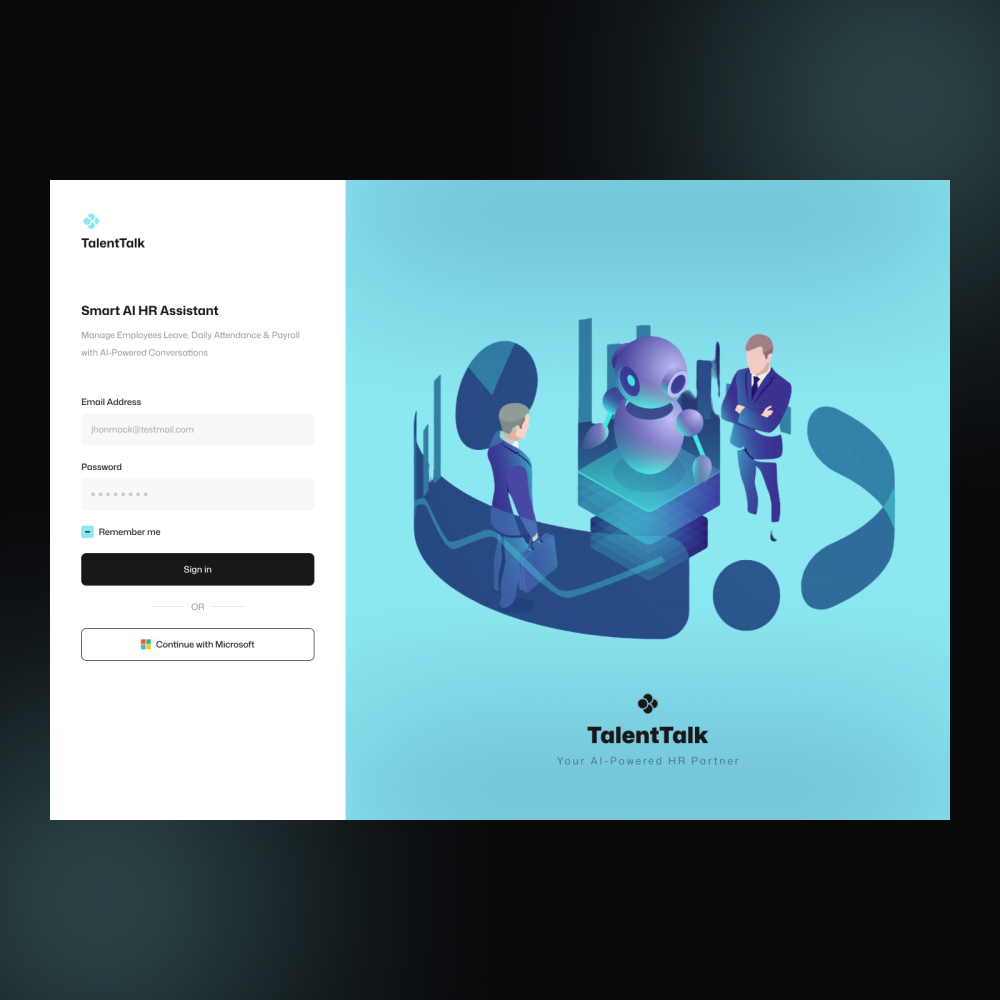 TalentTalk
Smart AI HR Assistant
Manage Employees Leave, Daily Attendance & Payroll
with AI-Powered Conversations
Email Address
jhonmack@testmail.com
Password
Remember me
Sign in
OR
Continue with Microsoft
TalentTalk
Your AI-Powered HR Partner